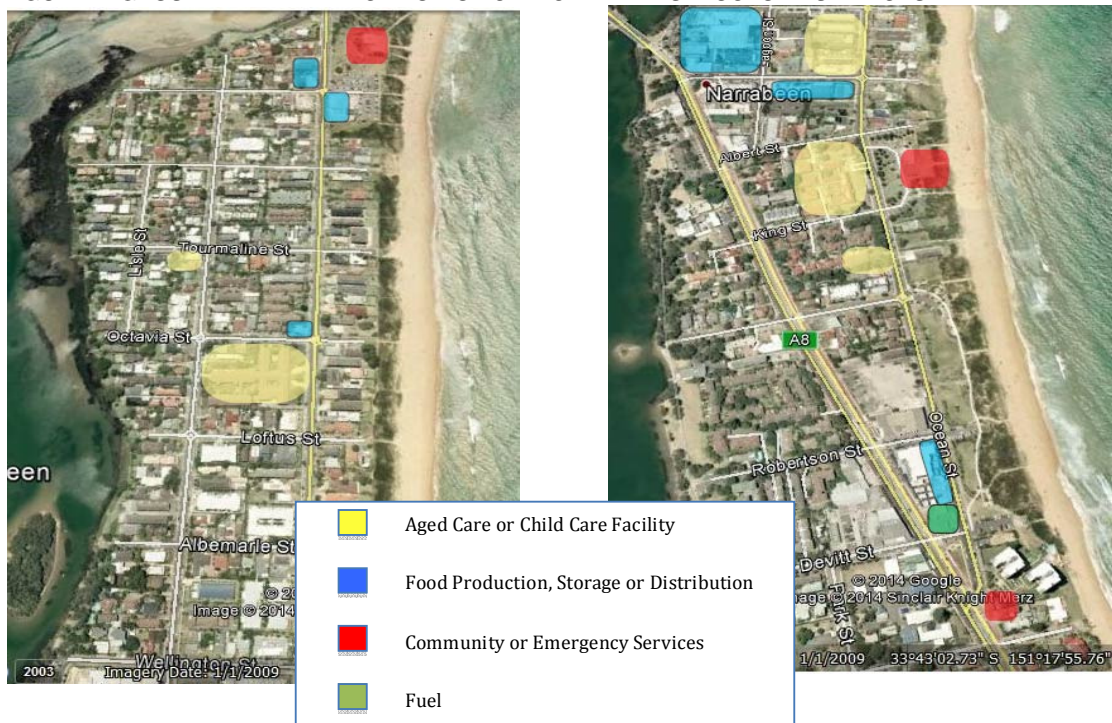 Lisle St
Tourmaline St
Octavia St
Loftus St
een
Albemarle St
Image © 2014
Wellington St
2003
Imagery Date: 1/1/2009
Narrabeen
Albert St
King St
A8
Ocean St
Robertson St
Devitt St
Park St
© 2014 Google
© 2014 Sinclair Knight Merz
1/1/2009 33°43'02.73" S 151°17'55.76"
Aged Care or Child Care Facility
Food Production, Storage or Distribution
Community or Emergency Services
Fuel